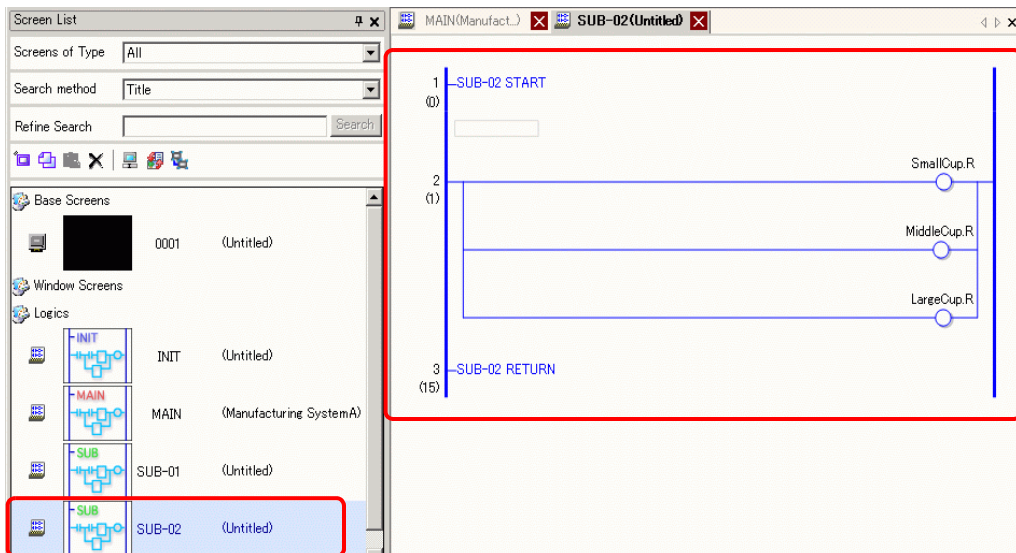 Screen List
Screens of Type All
Search method Title
Refine Search Search
Base Screens
0001 (Untitled)
Window Screens
Logics
INIT
INIT (Untitled)
MAIN
MAIN (Manufacturing SystemA)
SUB
SUB-01 (Untitled)
SUB
SUB-02 (Untitled)
MAIN(Manufact...) SUB-02(Untitled)
1 SUB-02 START
(0)
SmallCup.R
2
(1)
MiddleCup.R
LargeCup.R
3 SUB-02 RETURN
(15)